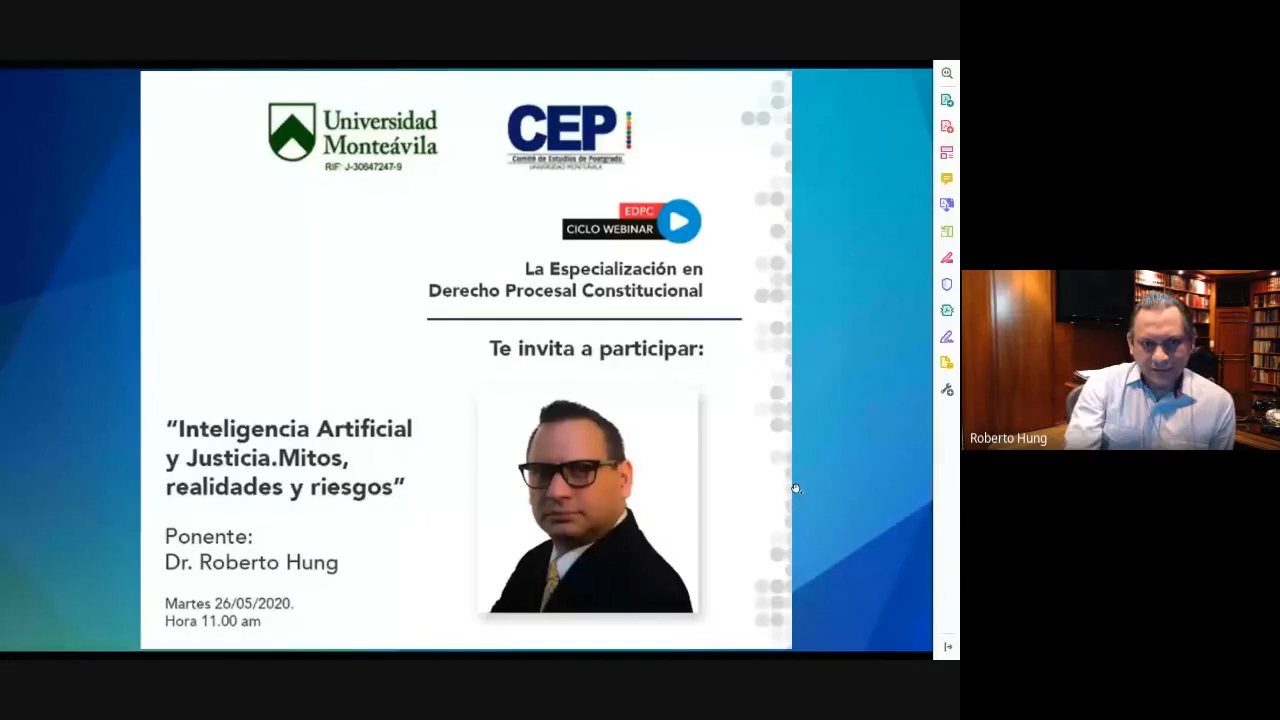 Universidad
Monteávila
RIF: J-30647247-9
CEP
Comité de Estudios de Postgrado
UNIVERSIDAD MONTEÁVILA
EDPC
CICLO WEBINAR
La Especialización en
Derecho Procesal Constitucional
Te invita a participar:
“Inteligencia Artificial
y Justicia.Mitos,
realidades y riesgos”
Ponente:
Dr. Roberto Hung
Martes 26/05/2020.
Hora 11.00 am
Roberto Hung